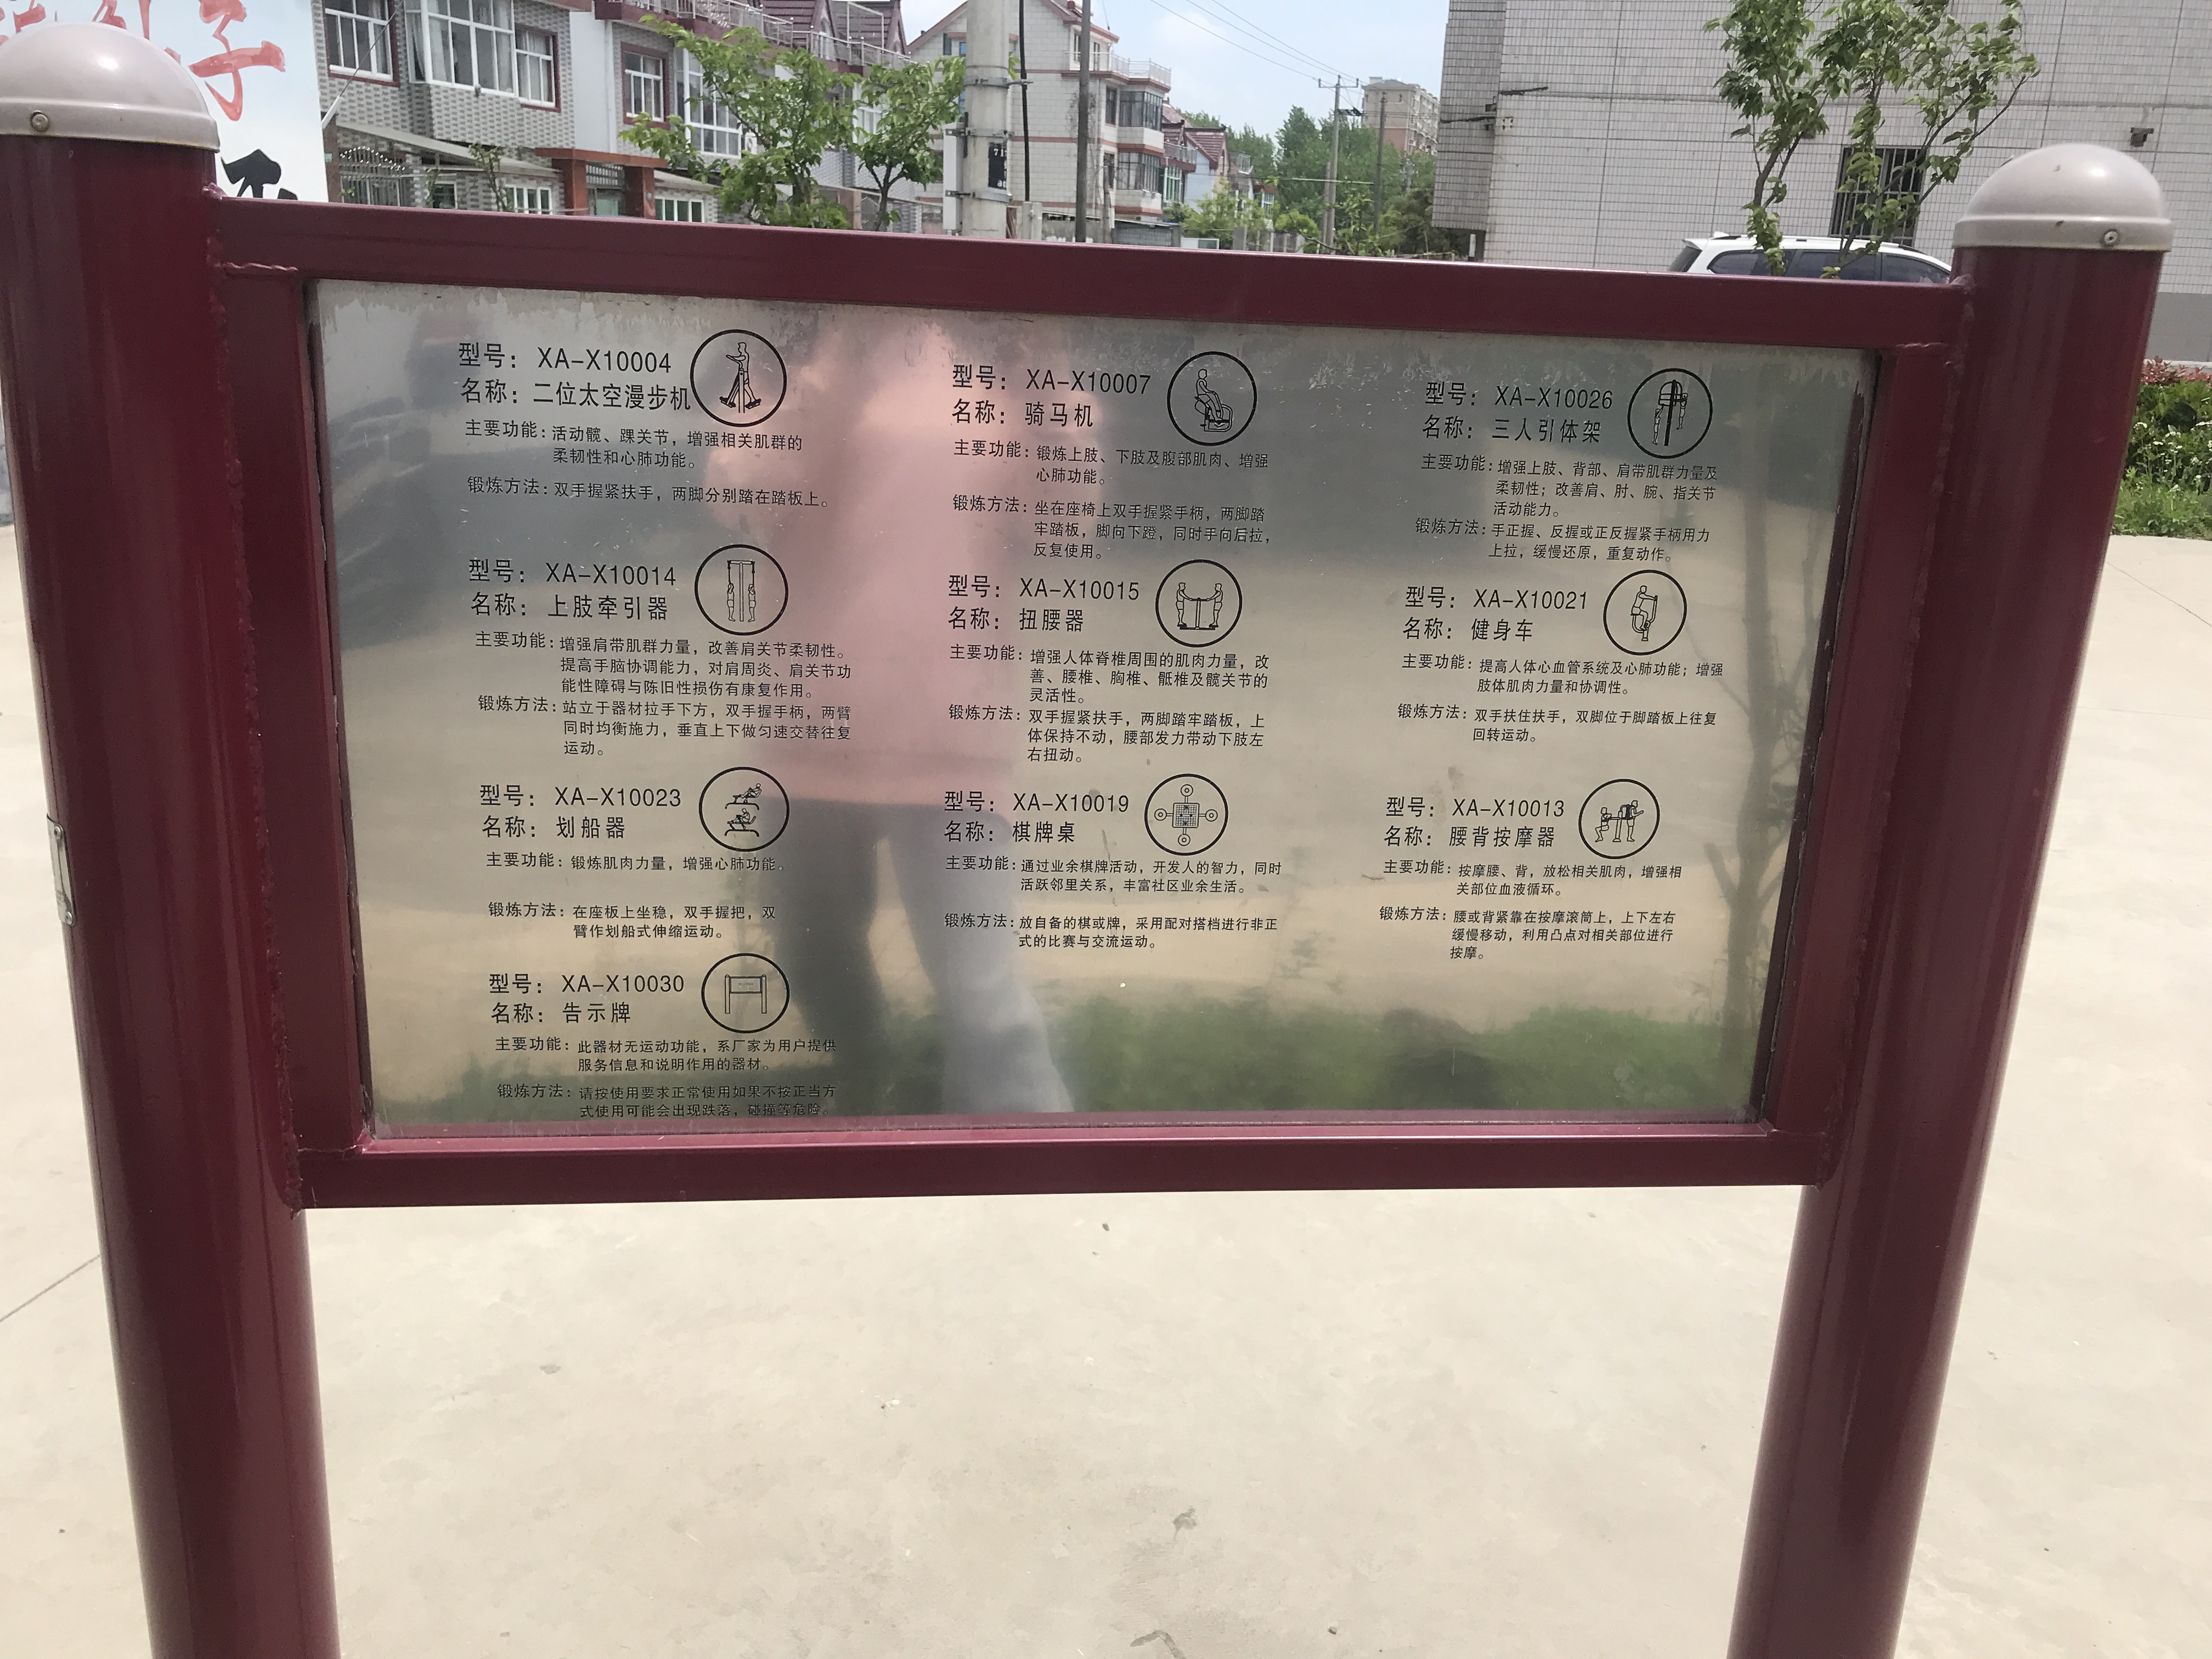 子
型号： XA-X10004
名称：二位太空漫步机
主要功能：活动髋、踝关节，增强相关肌群的
柔韧性和心肺功能。
锻炼方法：双手握紧扶手，两脚分别踏在踏板上。
型号： XA-X10007
名称： 骑马机
主要功能：锻炼上肢、下肢及腹部肌肉、增强
心肺功能。
锻炼方法：坐在座椅上双手握紧手柄，两脚踏
牢踏板，脚向下蹬，同时手向后拉，
反复使用。
型号： XA-X10026
名称： 三人引体架
主要功能：增强上肢、背部、肩带肌群力量及
柔韧性；改善肩、肘、腕、指关节
活动能力。
锻炼方法：手正握、反握或正反握紧手柄用力
上拉，缓慢还原，重复动作。
型号： XA-X10014
名称： 上肢牵引器
主要功能：增强肩带肌群力量，改善肩关节柔韧性。
提高手脑协调能力，对肩周炎、肩关节功
能性障碍与陈旧性损伤有康复作用。
锻炼方法：站立于器材拉手下方，双手握手柄，两臂
同时均衡施力，垂直上下做匀速交替往复
运动。
型号： XA-X10015
名称： 扭腰器
主要功能：增强人体脊椎周围的肌肉力量，改
善、腰椎、胸椎、骶椎及髋关节的
灵活性。
锻炼方法：双手握紧扶手，两脚踏牢踏板，上
体保持不动，腰部发力带动下肢左
右扭动。
型号： XA-X10021
名称： 健身车
主要功能：提高人体心血管系统及心肺功能；增强
肢体肌肉力量和协调性。
锻炼方法：双手扶住扶手，双脚位于脚踏板上往复
回转运动。
型号： XA-X10023
名称： 划船器
主要功能：锻炼肌肉力量，增强心肺功能。
锻炼方法：在座板上坐稳，双手握把，双
臂作划船式伸缩运动。
型号： XA-X10019
名称： 棋牌桌
主要功能：通过业余棋牌活动，开发人的智力，同时
活跃邻里关系，丰富社区业余生活。
锻炼方法：放自备的棋或牌，采用配对搭档进行非正
式的比赛与交流运动。
型号： XA-X10013
名称： 腰背按摩器
主要功能：按摩腰、背，放松相关肌肉，增强相
关部位血液循环。
锻炼方法：腰或背紧靠在按摩滚筒上，上下左右
缓慢移动，利用凸点对相关部位进行
按摩。
型号： XA-X10030
名称： 告示牌
主要功能：此器材无运动功能，系厂家为用户提供
服务信息和说明作用的器材。
锻炼方法：请按使用要求正常使用如果不按正当方
式使用可能会出现跌落，碰撞等危险。